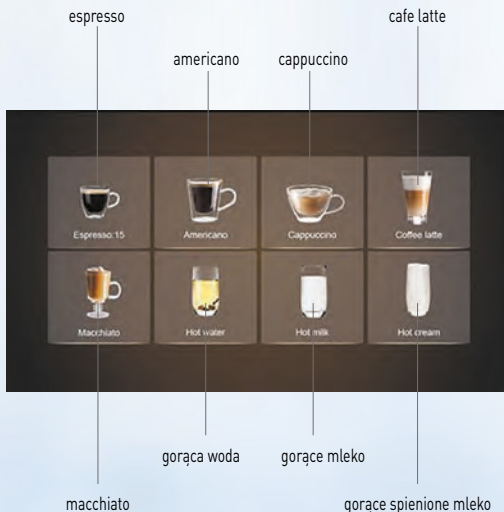 espresso
cafe latte
americano
cappuccino
Espresso:15
Americano
Cappuccino
Coffee latte
Macchiato
Hot water
Hot milk
Hot cream
gorąca woda
gorące mleko
macchiato
gorące spienione mleko